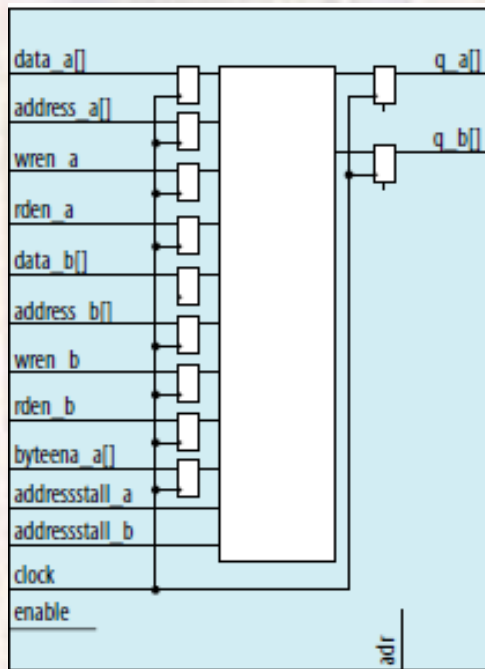 data_a[]
q_a[]
address_a[]
q_b[]
wren_a
rden_a
data_b[]
address_b[]
wren_b
rden_b
byteena_a[]
addressstall_a
addressstall_b
clock
enable
adr